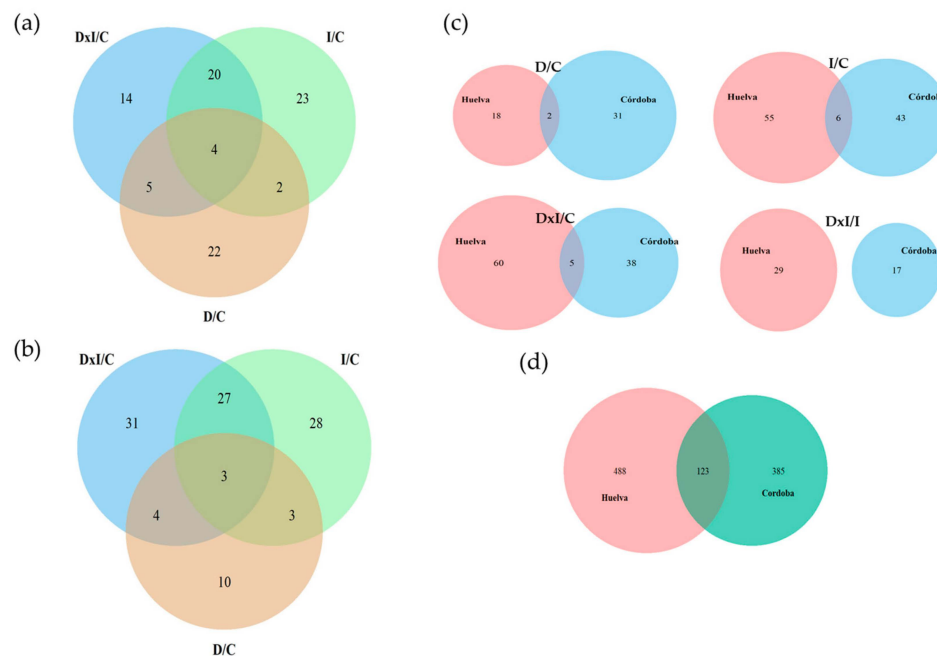 (a)
DxI/C
I/C
14
20
23
4
5
2
22
D/C
(b)
DxI/C
I/C
31
27
28
3
4
3
10
D/C
(c)
D/C
Huelva
Córdoba
18
2
31
I/C
Huelva
Córdo
55
6
43
DxI/C
Huelva
Córdoba
60
5
38
DxI/I
Huelva
Córdoba
29
17
(d)
488
123
385
Huelva
Cordoba